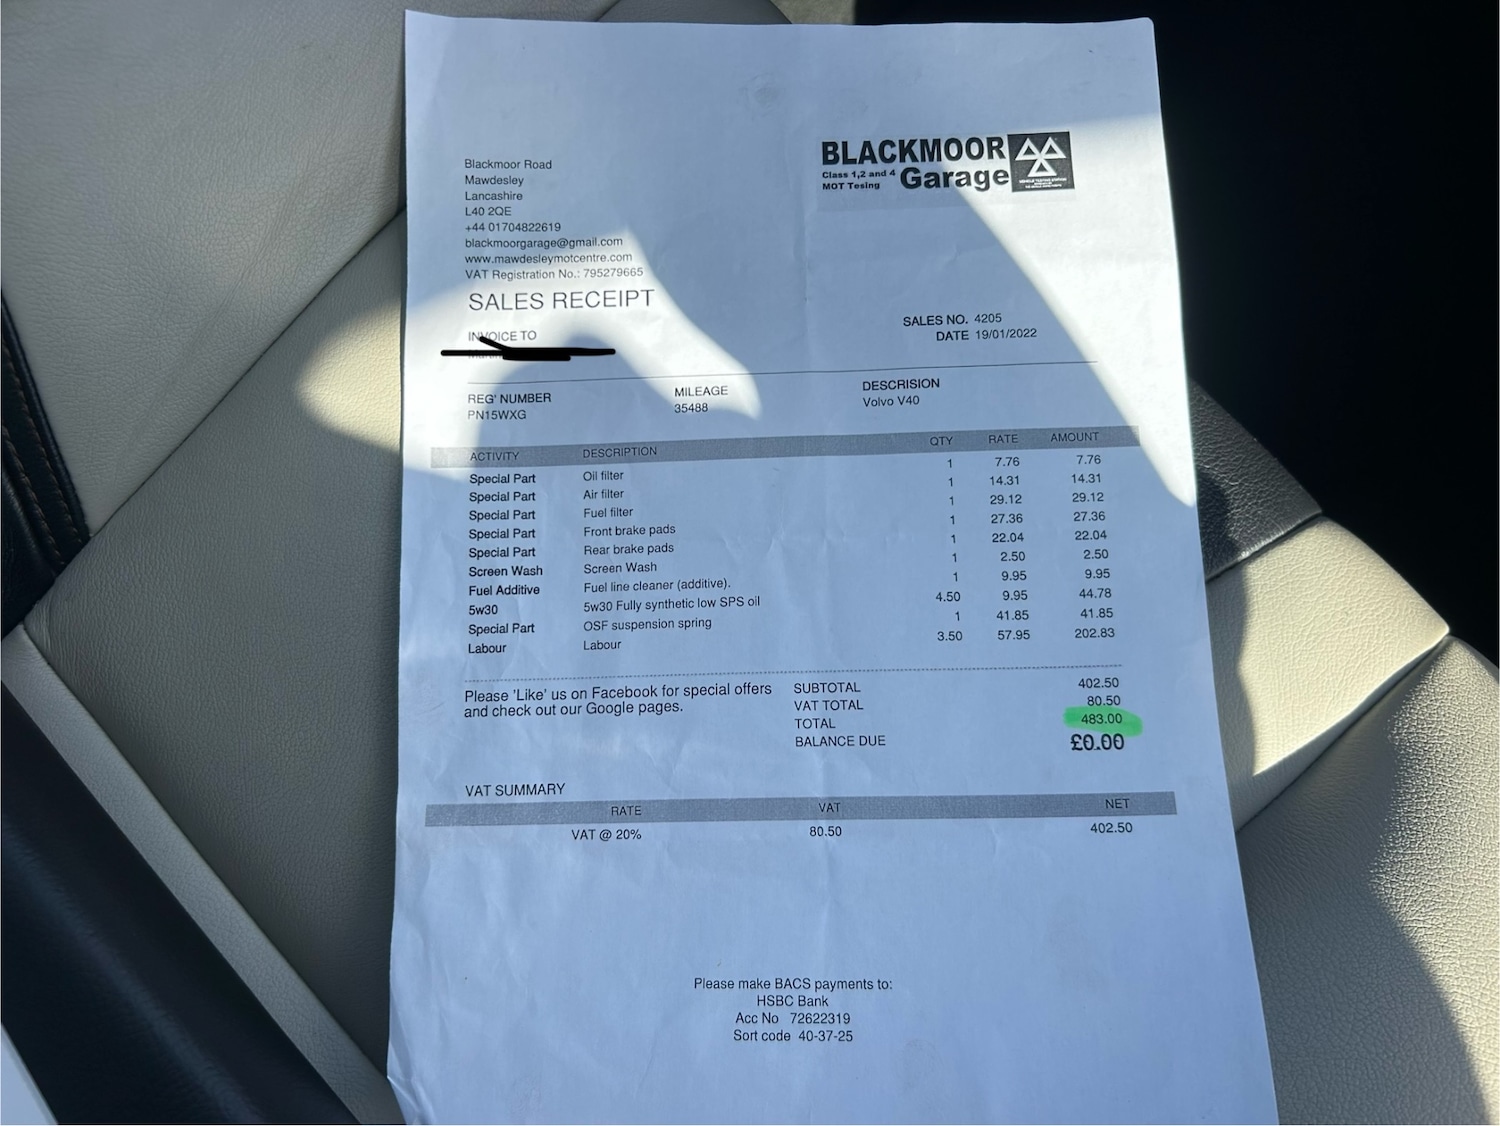 Blackmoor Road
Mawdesley
Lancashire
L40 2QE
+44 01704822619
blackmoorgarage@gmail.com
www.mawdesleymotcentre.com
VAT Registration No.: 795279665
BLACKMOOR
Class 1,2 and 4
MOT Tesing
Garage
SALES RECEIPT
INVOICE TO
SALES NO. 4205
DATE 19/01/2022
REG' NUMBER MILEAGE DESCRISION
PN15WXG 35488 Volvo V40
ACTIVITY DESCRIPTION QTY RATE AMOUNT
Special Part Oil filter 1 7.76 7.76
Special Part Air filter 1 14.31 14.31
Special Part Fuel filter 1 29.12 29.12
Special Part Front brake pads 1 27.36 27.36
Special Part Rear brake pads 1 22.04 22.04
Screen Wash Screen Wash 1 2.50 2.50
Fuel Additive Fuel line cleaner (additive). 1 9.95 9.95
5w30 5w30 Fully synthetic low SPS oil 4.50 9.95 44.78
Special Part OSF suspension spring 1 41.85 41.85
Labour Labour 3.50 57.95 202.83
Please 'Like' us on Facebook for special offers
and check out our Google pages.
SUBTOTAL 402.50
VAT TOTAL 80.50
TOTAL 483.00
BALANCE DUE £0.00
VAT SUMMARY
RATE VAT NET
VAT @ 20% 80.50 402.50
Please make BACS payments to:
HSBC Bank
Acc No 72622319
Sort code 40-37-25